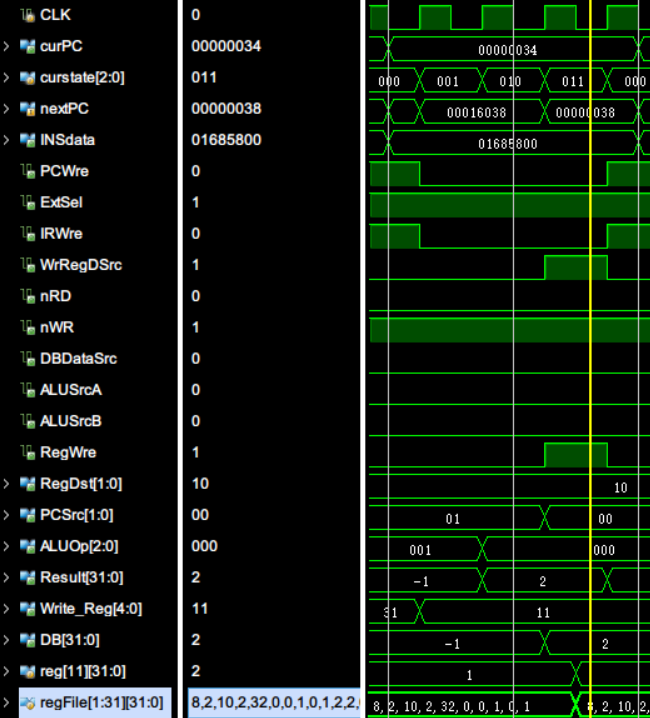 CLK 0
curPC 00000034 00000034
curstate[2:0] 011 000 001 010 011 000
nextPC 00000038 00016038 00000038
INSdata 01685800 01685800
PCWre 0
ExtSel 1
IRWre 0
WrRegDSrc 1
nRD 0
nWR 1
DBDataSrc 0
ALUSrcA 0
ALUSrcB 0
RegWre 1
RegDst[1:0] 10 10
PCSrc[1:0] 00 01 00
ALUOp[2:0] 000 001 000
Result[31:0] 2 -1 2
Write_Reg[4:0] 11 31 11
DB[31:0] 2 -1 2
reg[11][31:0] 2 1
regFile[1:31][31:0] 8,2,10,2,32,0,0,1,0,1,2,2, 8, 2, 10, 2, 32, 0, 0, 1, 0, 1 8, 2, 10, 2,